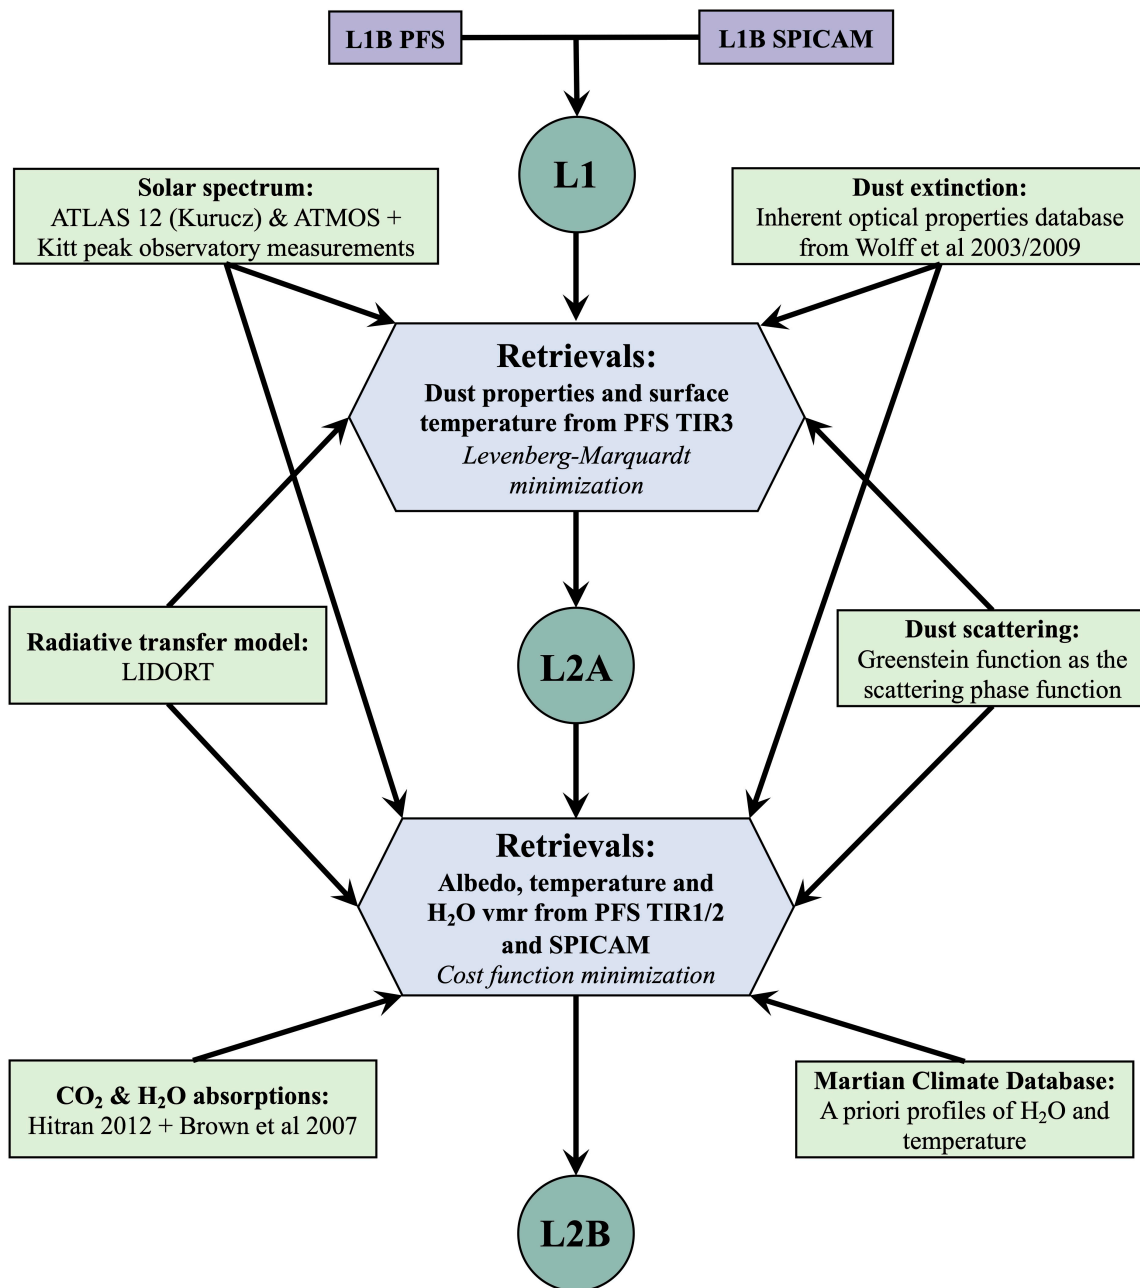 L1B PFS
L1B SPICAM
L1
Solar spectrum:
ATLAS 12 (Kurucz) & ATMOS +
Kitt peak observatory measurements
Dust extinction:
Inherent optical properties database
from Wolff et al 2003/2009
Retrievals:
Dust properties and surface
temperature from PFS TIR3
Levenberg-Marquardt
minimization
Radiative transfer model:
LIDORT
L2A
Dust scattering:
Greenstein function as the
scattering phase function
Retrievals:
Albedo, temperature and
H₂O vmr from PFS TIR1/2
and SPICAM
Cost function minimization
CO₂ & H₂O absorptions:
Hitran 2012 + Brown et al 2007
Martian Climate Database:
A priori profiles of H₂O and
temperature
L2B